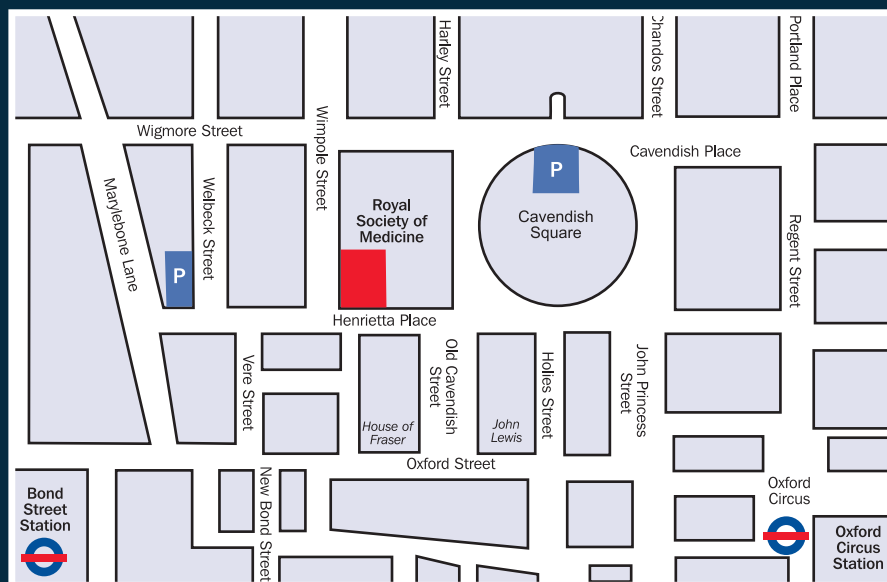 Harley Street
Chandos Street
Portland Place
Wigmore Street
Wimpole Street
Cavendish Place
P
Royal
Society of
Medicine
Cavendish
Square
Marylebone Lane
Welbeck Street
P
Regent Street
Henrietta Place
Vere Street
Old Cavendish
Street
Holies Street
John Princess
Street
House of
Fraser
John
Lewis
Oxford Street
New Bond Street
Bond
Street
Station
Oxford
Circus
Oxford
Circus
Station